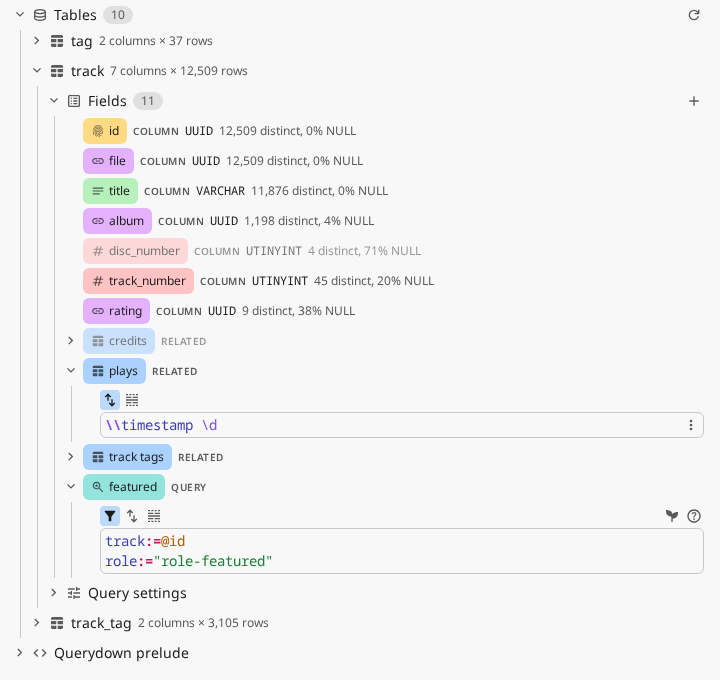 Tables 10
tag 2 columns × 37 rows
track 7 columns × 12,509 rows
Fields 11
id COLUMN UUID 12,509 distinct, 0% NULL
file COLUMN UUID 12,509 distinct, 0% NULL
title COLUMN VARCHAR 11,876 distinct, 0% NULL
album COLUMN UUID 1,198 distinct, 4% NULL
disc_number COLUMN UTINYINT 4 distinct, 71% NULL
track_number COLUMN UTINYINT 45 distinct, 20% NULL
rating COLUMN UUID 9 distinct, 38% NULL
credits RELATED
plays RELATED
\\timestamp \d
track tags RELATED
featured QUERY
track:=@id
role:="role-featured"
Query settings
track_tag 2 columns × 3,105 rows
Querydown prelude